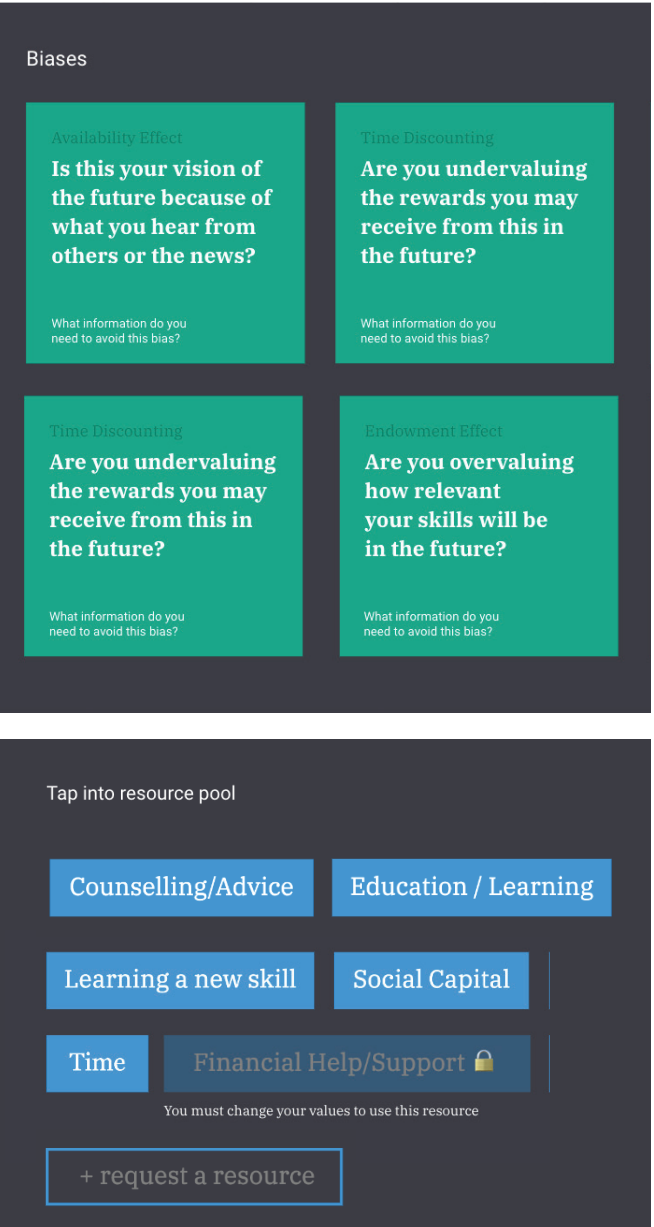 Biases
Availability Effect
Is this your vision of
the future because of
what you hear from
others or the news?
What information do you
need to avoid this bias?
Time Discounting
Are you undervaluing
the rewards you may
receive from this in
the future?
What information do you
need to avoid this bias?
Time Discounting
Are you undervaluing
the rewards you may
receive from this in
the future?
What information do you
need to avoid this bias?
Endowment Effect
Are you overvaluing
how relevant
your skills will be
in the future?
What information do you
need to avoid this bias?
Tap into resource pool
Counselling/Advice
Education / Learning
Learning a new skill
Social Capital
Time
Financial Help/Support 🔒
You must change your values to use this resource
+ request a resource